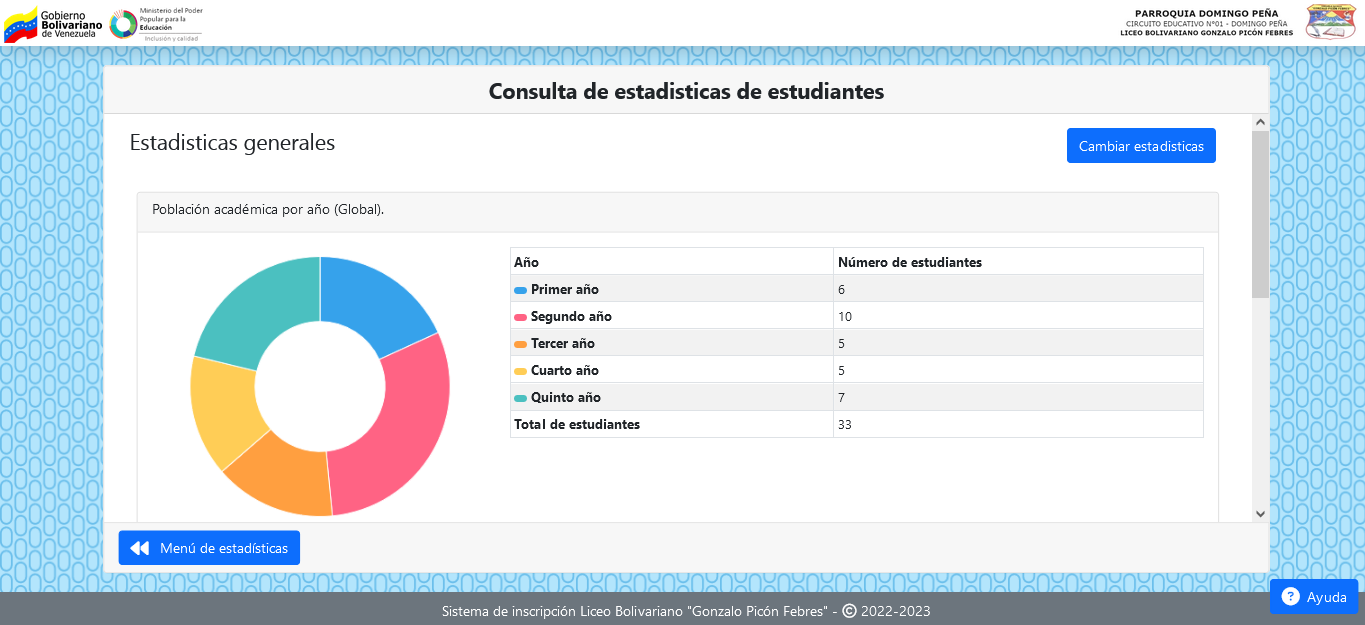 Gobierno
Bolivariano
de Venezuela
Ministerio del Poder
Popular para la
Educación
Inclusión y calidad
PARROQUIA DOMINGO PEÑA
CIRCUITO EDUCATIVO N°01 - DOMINGO PEÑA
LICEO BOLIVARIANO GONZALO PICÓN FEBRES
Consulta de estadisticas de estudiantes
Estadisticas generales
Cambiar estadisticas
Población académica por año (Global).
Año Número de estudiantes
Primer año 6
Segundo año 10
Tercer año 5
Cuarto año 5
Quinto año 7
Total de estudiantes 33
Menú de estadísticas
Ayuda
Sistema de inscripción Liceo Bolivariano "Gonzalo Picón Febres" - © 2022-2023